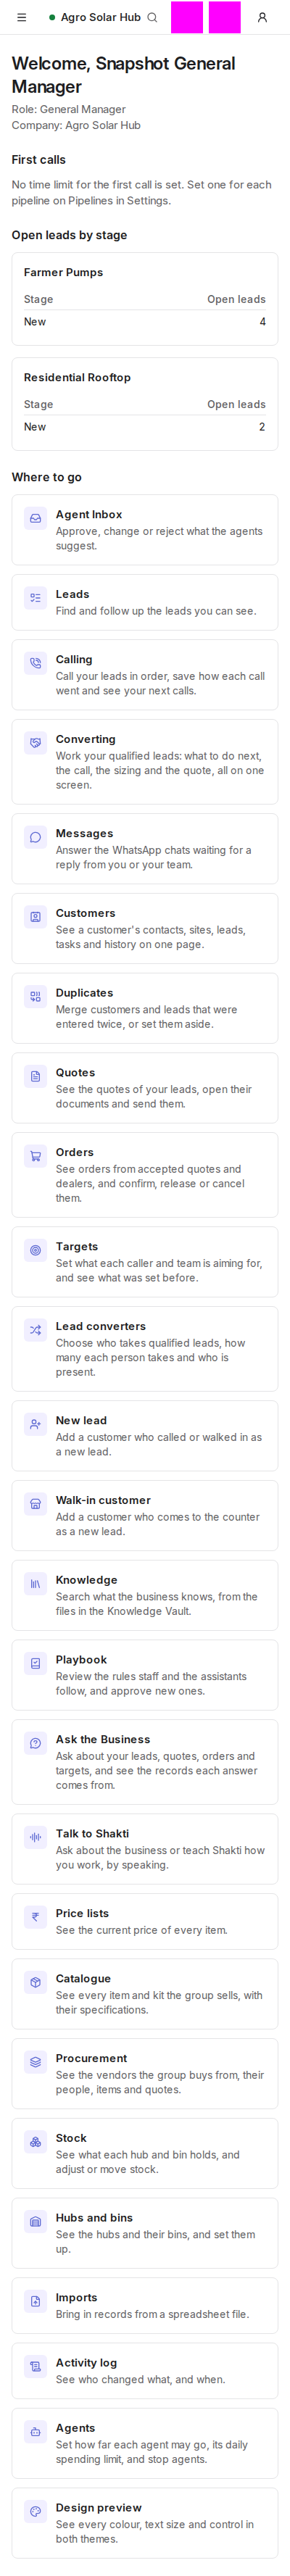 Agro Solar Hub
Welcome, Snapshot General
Manager
Role: General Manager
Company: Agro Solar Hub
First calls
No time limit for the first call is set. Set one for each
pipeline on Pipelines in Settings.
Open leads by stage
Farmer Pumps
Stage Open leads
New 4
Residential Rooftop
Stage Open leads
New 2
Where to go
Agent Inbox
Approve, change or reject what the agents
suggest.
Leads
Find and follow up the leads you can see.
Calling
Call your leads in order, save how each call
went and see your next calls.
Converting
Work your qualified leads: what to do next,
the call, the sizing and the quote, all on one
screen.
Messages
Answer the WhatsApp chats waiting for a
reply from you or your team.
Customers
See a customer's contacts, sites, leads,
tasks and history on one page.
Duplicates
Merge customers and leads that were
entered twice, or set them aside.
Quotes
See the quotes of your leads, open their
documents and send them.
Orders
See orders from accepted quotes and
dealers, and confirm, release or cancel
them.
Targets
Set what each caller and team is aiming for,
and see what was set before.
Lead converters
Choose who takes qualified leads, how
many each person takes and who is
present.
New lead
Add a customer who called or walked in as
a new lead.
Walk-in customer
Add a customer who comes to the counter
as a new lead.
Knowledge
Search what the business knows, from the
files in the Knowledge Vault.
Playbook
Review the rules staff and the assistants
follow, and approve new ones.
Ask the Business
Ask about your leads, quotes, orders and
targets, and see the records each answer
comes from.
Talk to Shakti
Ask about the business or teach Shakti how
you work, by speaking.
Price lists
See the current price of every item.
Catalogue
See every item and kit the group sells, with
their specifications.
Procurement
See the vendors the group buys from, their
people, items and quotes.
Stock
See what each hub and bin holds, and
adjust or move stock.
Hubs and bins
See the hubs and their bins, and set them
up.
Imports
Bring in records from a spreadsheet file.
Activity log
See who changed what, and when.
Agents
Set how far each agent may go, its daily
spending limit, and stop agents.
Design preview
See every colour, text size and control in
both themes.